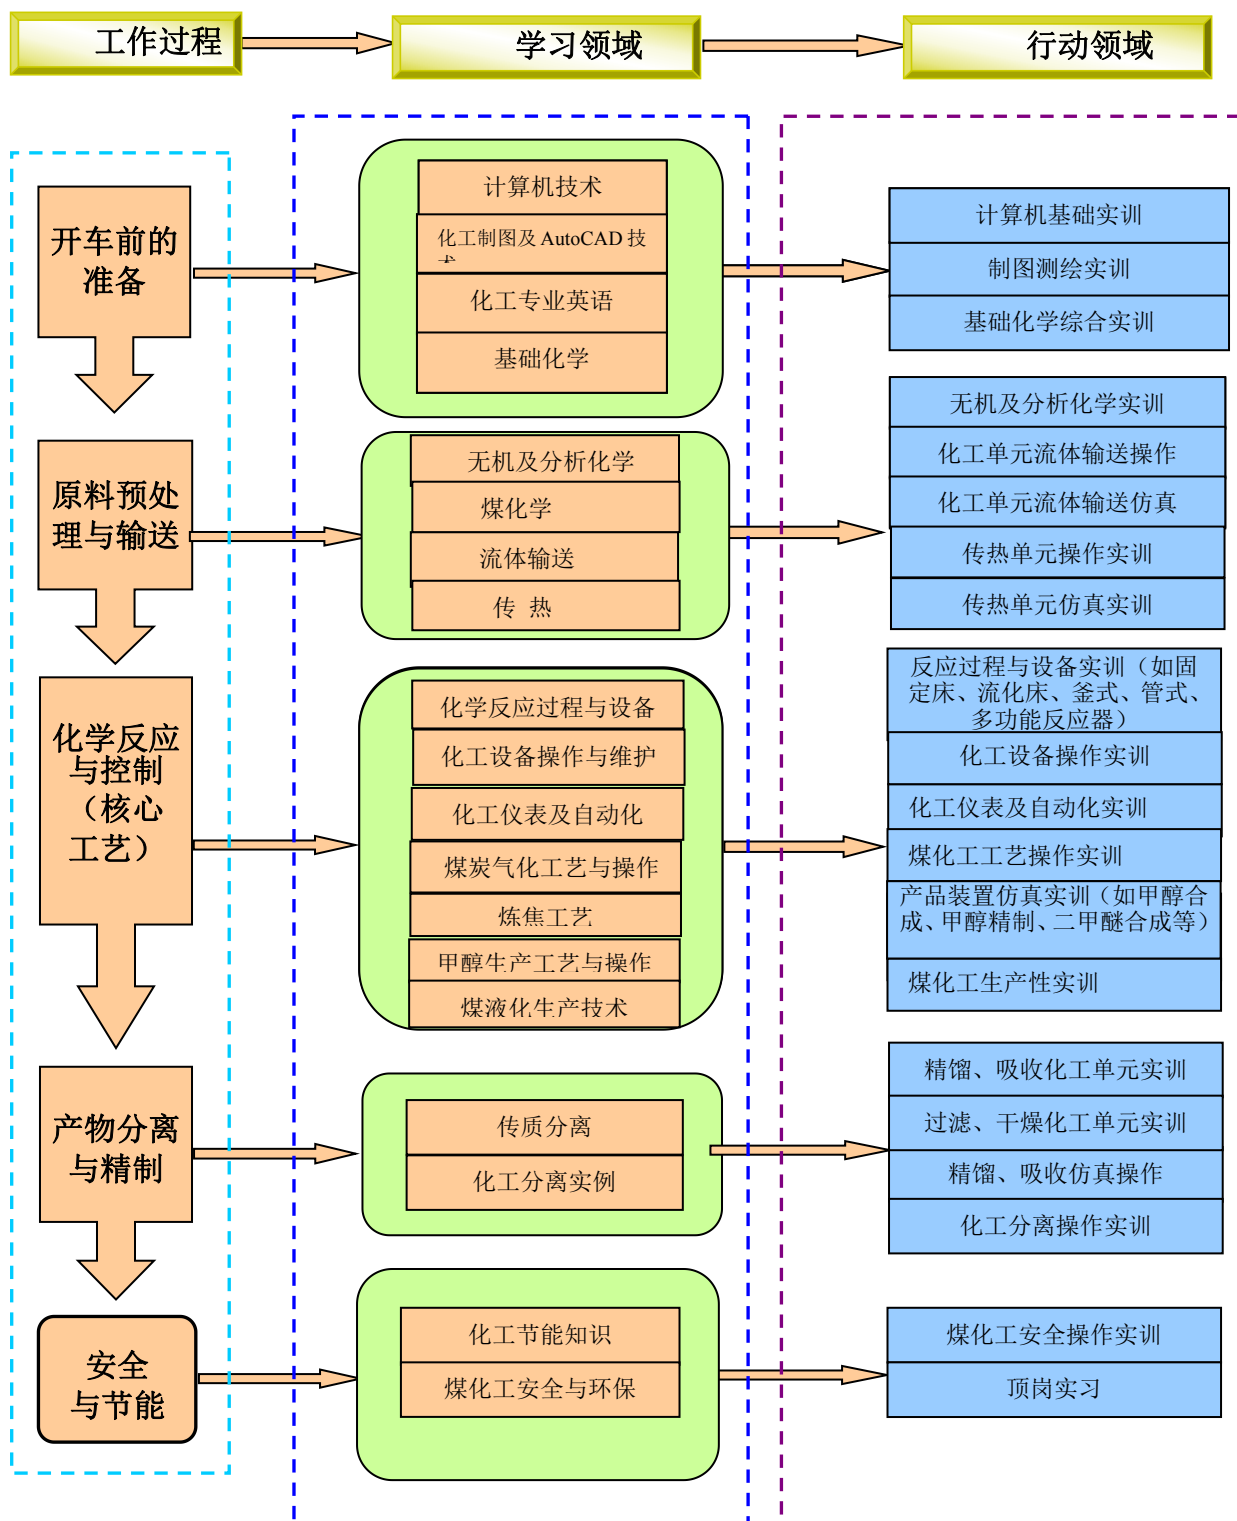 工作过程
学习领域
行动领域
开车前的
准备
计算机技术
化工制图及 AutoCAD 技
术
化工专业英语
基础化学
计算机基础实训
制图测绘实训
基础化学综合实训
原料预处
理与输送
无机及分析化学
煤化学
流体输送
传 热
无机及分析化学实训
化工单元流体输送操作
化工单元流体输送仿真
传热单元操作实训
传热单元仿真实训
化学反应
与控制
（核心
工艺）
化学反应过程与设备
化工设备操作与维护
化工仪表及自动化
煤炭气化工艺与操作
炼焦工艺
甲醇生产工艺与操作
煤液化生产技术
反应过程与设备实训（如固
定床、流化床、釜式、管式、
多功能反应器）
化工设备操作实训
化工仪表及自动化实训
煤化工工艺操作实训
产品装置仿真实训（如甲醇合
成、甲醇精制、二甲醚合成等）
煤化工生产性实训
产物分离
与精制
传质分离
化工分离实例
精馏、吸收化工单元实训
过滤、干燥化工单元实训
精馏、吸收仿真操作
化工分离操作实训
安全
与节能
化工节能知识
煤化工安全与环保
煤化工安全操作实训
顶岗实习